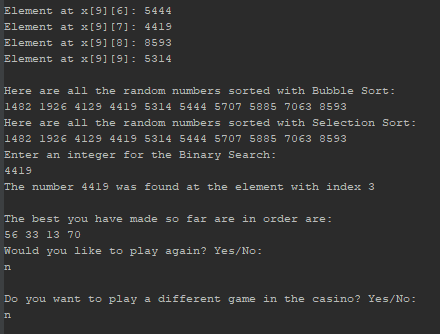 Element at x[9][6]: 5444
Element at x[9][7]: 4419
Element at x[9][8]: 8593
Element at x[9][9]: 5314
Here are all the random numbers sorted with Bubble Sort:
1482 1926 4129 4419 5314 5444 5707 5885 7063 8593
Here are all the random numbers sorted with Selection Sort:
1482 1926 4129 4419 5314 5444 5707 5885 7063 8593
Enter an integer for the Binary Search:
4419
The number 4419 was found at the element with index 3
The best you have made so far are in order are:
56 33 13 70
Would you like to play again? Yes/No:
n
Do you want to play a different game in the casino? Yes/No:
n